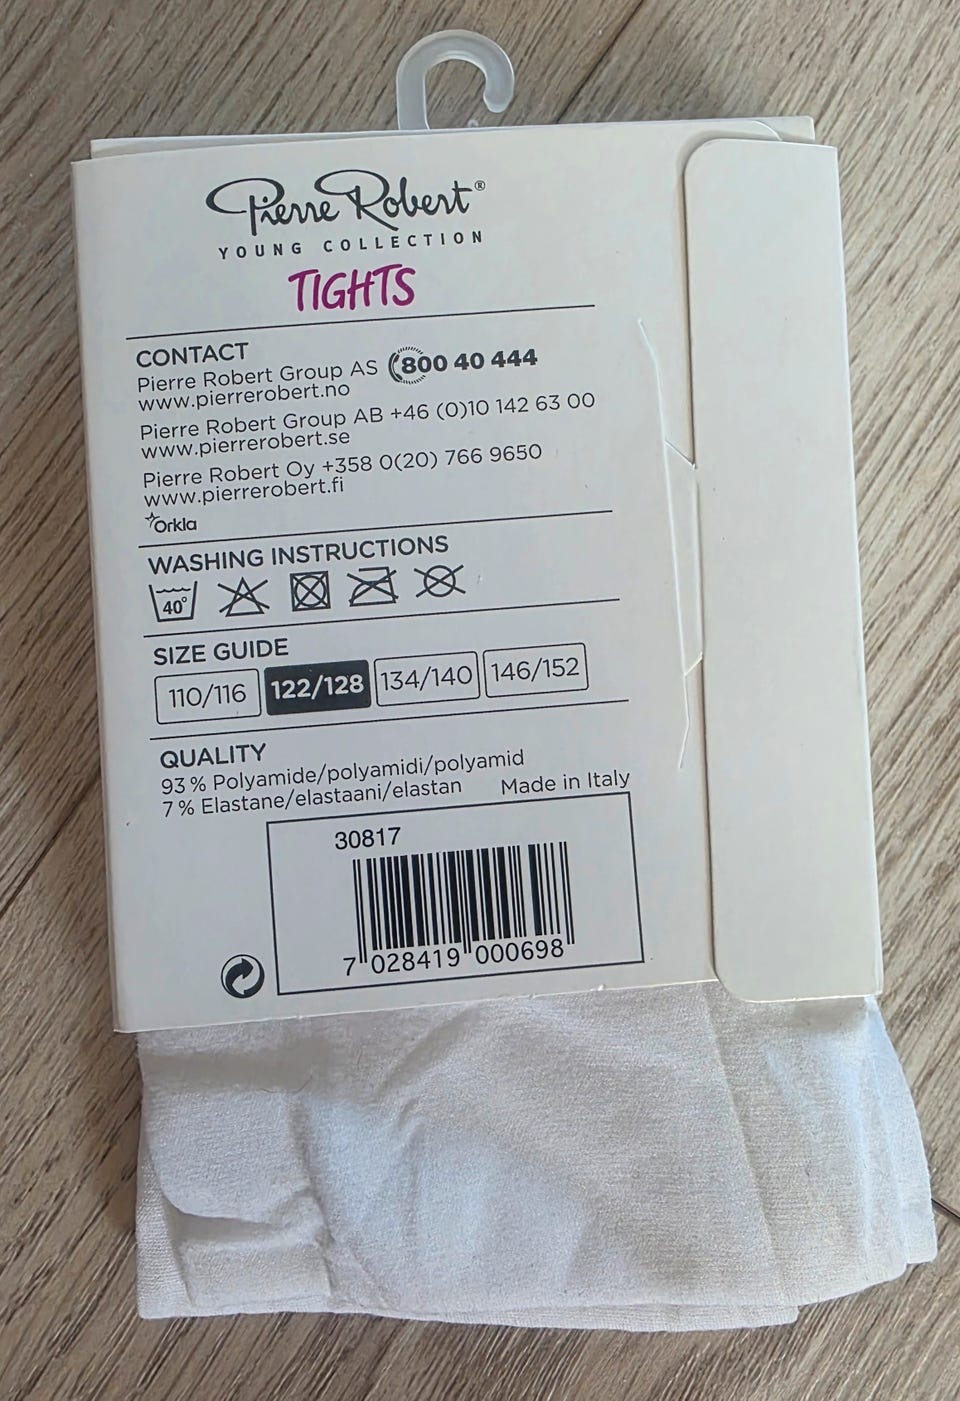 Pierre Robert®
YOUNG COLLECTION
TIGHTS
CONTACT
Pierre Robert Group AS 800 40 444
www.pierrerobert.no
Pierre Robert Group AB +46 (0)10 142 63 00
www.pierrerobert.se
Pierre Robert Oy +358 0(20) 766 9650
www.pierrerobert.fi
Orkla
WASHING INSTRUCTIONS
40°
SIZE GUIDE
110/116 122/128 134/140 146/152
QUALITY
93 % Polyamide/polyamidi/polyamid
7 % Elastane/elastaani/elastan Made in Italy
30817
7 028419 000698